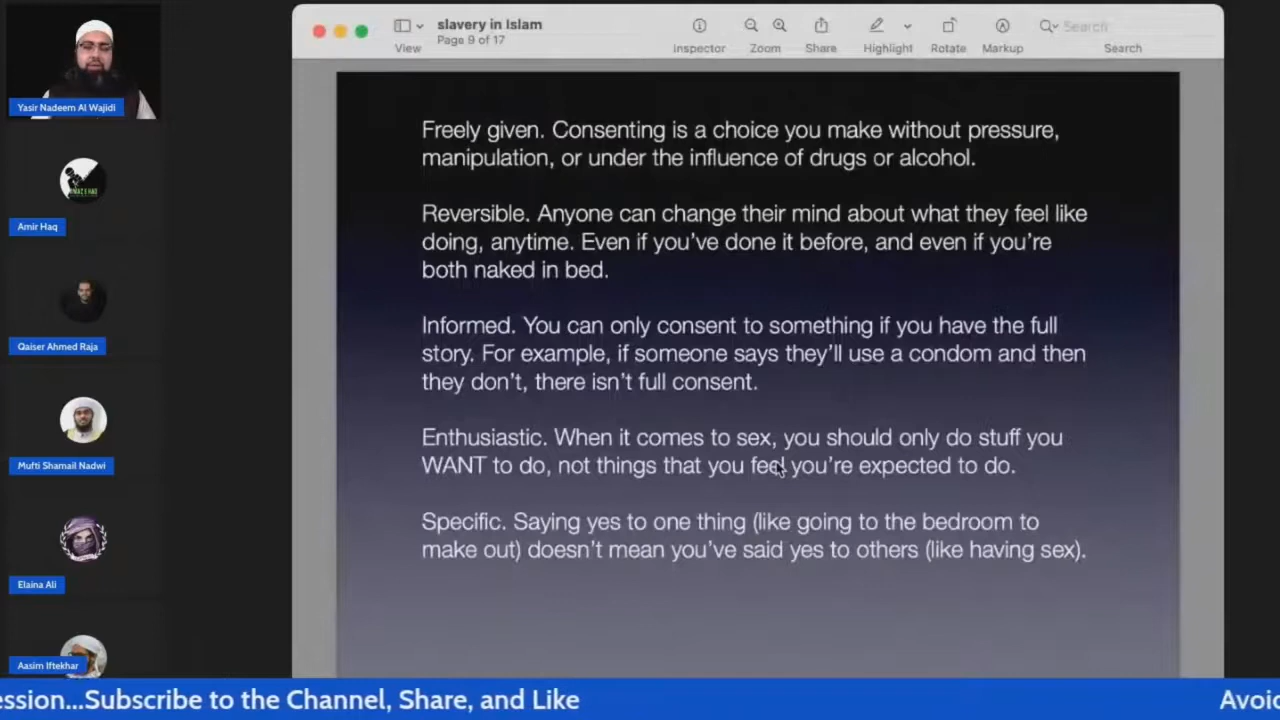 slavery in Islam
Page 9 of 17
View
Inspector
Zoom
Share
Highlight
Rotate
Markup
Search
Search
Yasir Nadeem Al Wajidi
Amir Haq
Qaiser Ahmed Raja
Mufti Shamail Nadwi
Elaina Ali
Aasim Iftekhar
Freely given. Consenting is a choice you make without pressure,
manipulation, or under the influence of drugs or alcohol.
Reversible. Anyone can change their mind about what they feel like
doing, anytime. Even if you've done it before, and even if you're
both naked in bed.
Informed. You can only consent to something if you have the full
story. For example, if someone says they'll use a condom and then
they don't, there isn't full consent.
Enthusiastic. When it comes to sex, you should only do stuff you
WANT to do, not things that you feel you're expected to do.
Specific. Saying yes to one thing (like going to the bedroom to
make out) doesn't mean you've said yes to others (like having sex).
ession...Subscribe to the Channel, Share, and Like
Avoid